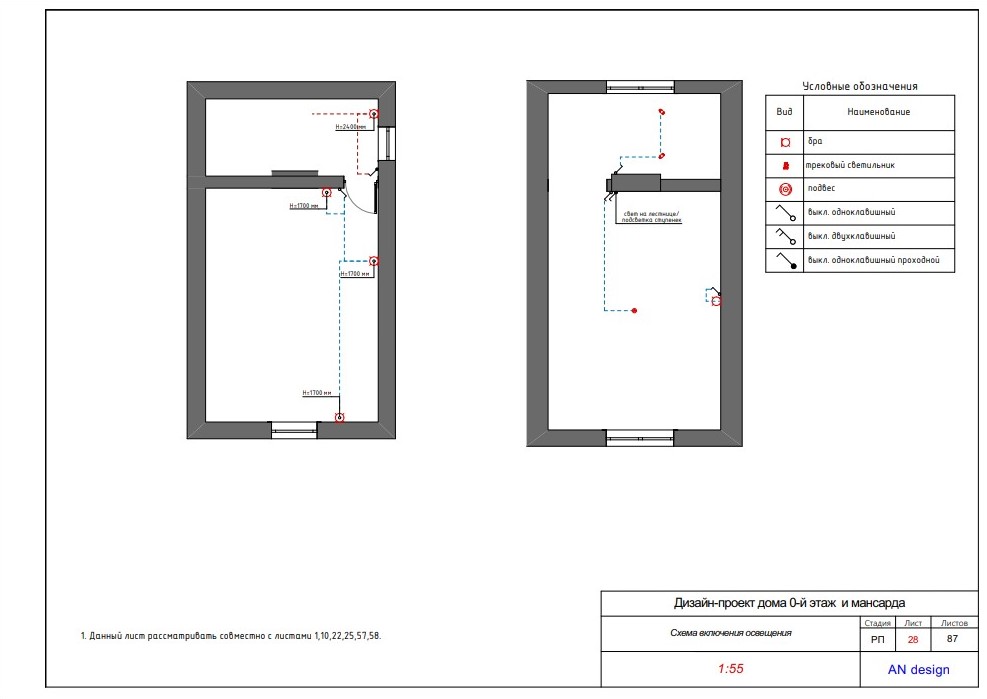 Условные обозначения
Вид Наименование
бра
трековый светильник
подвес
выкл. одноклавишный
выкл. двухклавишный
выкл. одноклавишный проходной
H=2400мм
H=1700 мм
H=1700 мм
H=1700 мм
свет на лестнице/
подсветка ступенек
1. Данный лист рассматривать совместно с листами 1,10,22,25,57,58.
Дизайн-проект дома 0-й этаж и мансарда
Схема включения освещения
Стадия Лист Листов
РП 28 87
1:55
AN design